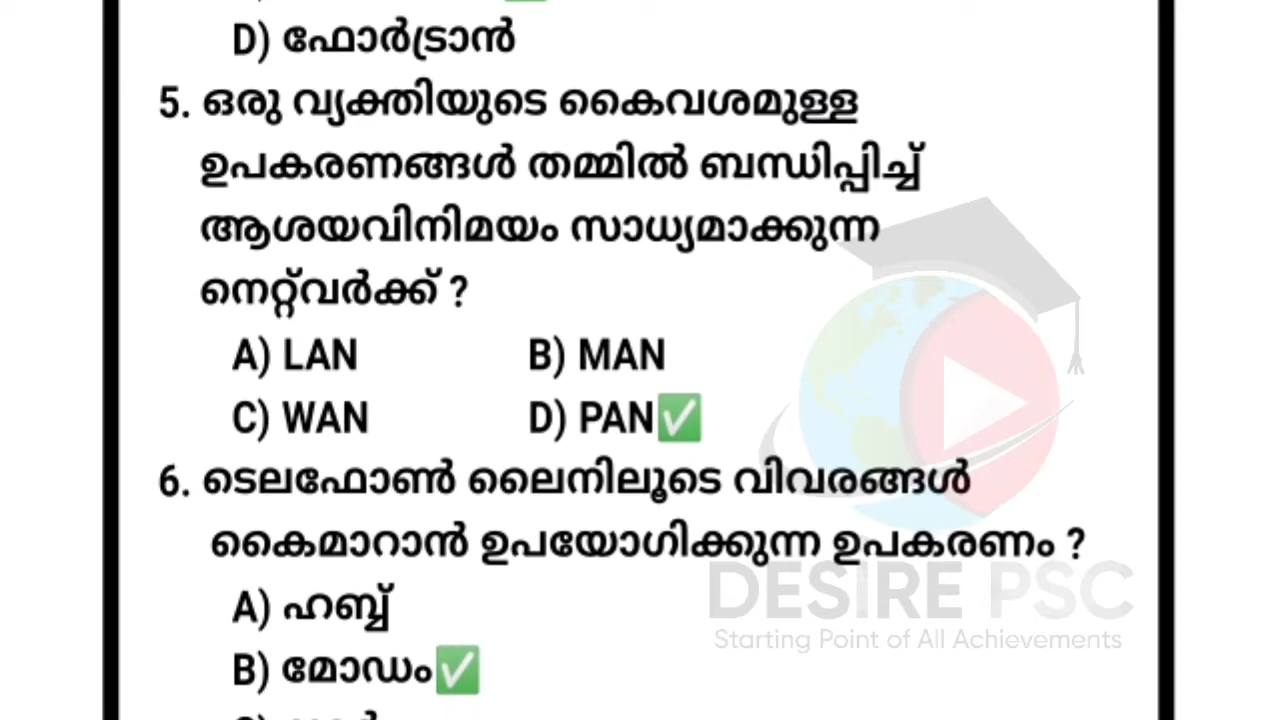 D) ഫോർട്രാൻ
5. ഒരു വ്യക്തിയുടെ കൈവശമുള്ള
ഉപകരണങ്ങൾ തമ്മിൽ ബന്ധിപ്പിച്ച്
ആശയവിനിമയം സാധ്യമാക്കുന്ന
നെറ്റ്‌വർക്ക് ?
A) LAN B) MAN
C) WAN D) PAN✅
6. ടെലഫോൺ ലൈനിലൂടെ വിവരങ്ങൾ
കൈമാറാൻ ഉപയോഗിക്കുന്ന ഉപകരണം ?
DESIRE PSC
Starting Point of All Achievements
A) ഹബ്ബ്
B) മോഡം✅